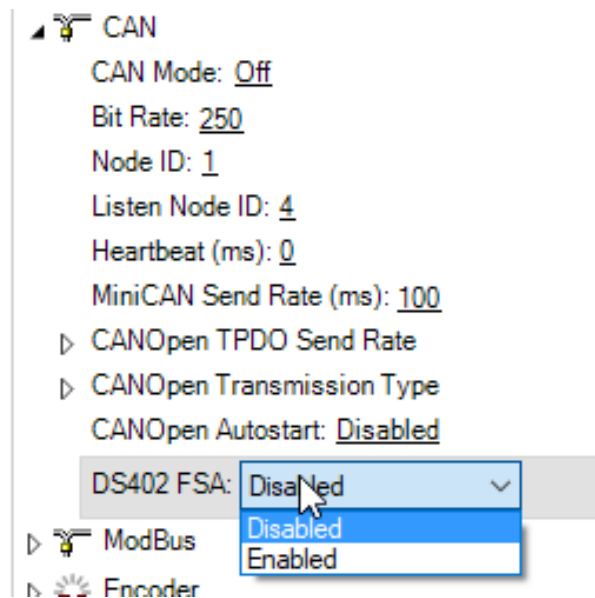 CAN
CAN Mode: Off
Bit Rate: 250
Node ID: 1
Listen Node ID: 4
Heartbeat (ms): 0
MiniCAN Send Rate (ms): 100
CANOpen TPDO Send Rate
CANOpen Transmission Type
CANOpen Autostart: Disabled
DS402 FSA: Disabled
Disabled
Enabled
ModBus
Encoder